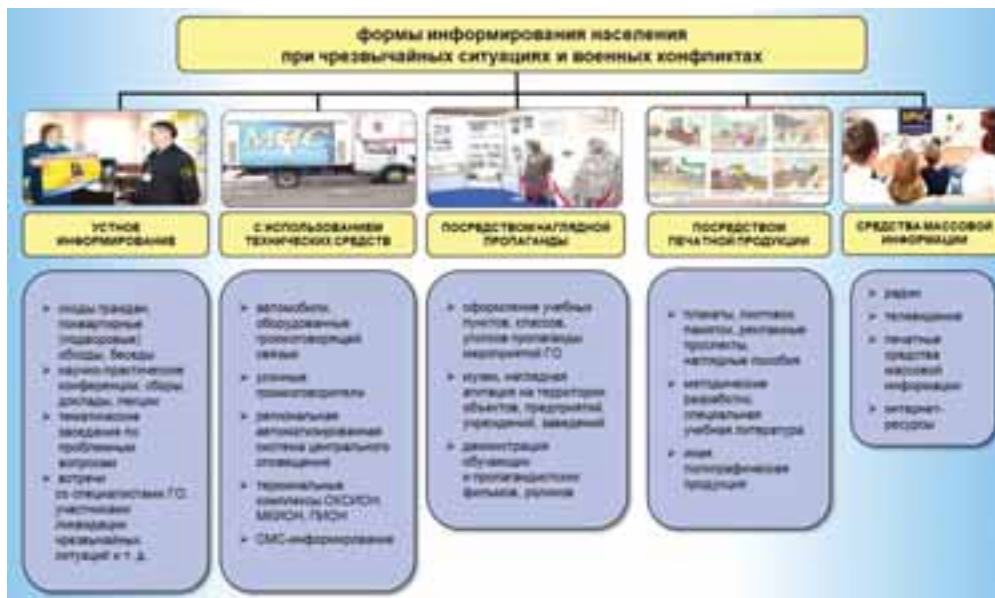 формы информирования населения
при чрезвычайных ситуациях и военных конфликтах
МЧС
МЧС
УСТНОЕ
ИНФОРМИРОВАНИЕ
С ИСПОЛЬЗОВАНИЕМ
ТЕХНИЧЕСКИХ СРЕДСТВ
ПОСРЕДСТВОМ НАГЛЯДНОЙ
ПРОПАГАНДЫ
ПОСРЕДСТВОМ
ПЕЧАТНОЙ ПРОДУКЦИИ
СРЕДСТВА МАССОВОЙ
ИНФОРМАЦИИ
➤ сходы граждан,
поквартирные
(подворовые)
обходы, беседы
➤ научно-практические
конференции, сборы,
доклады, лекции
➤ тематические
заседания по
проблемным
вопросам
➤ встречи
со специалистами ГО,
участниками
ликвидации
чрезвычайных
ситуаций и т. д.
➤ автомобили,
оборудованные
громкоговорящей
связью
➤ уличные
громкоговорители
➤ региональная
автоматизированная
система центрального
оповещения
➤ терминальные
комплексы ОКСИОН,
ПИОН
➤ СМС-информирование
➤ оформление учебных
пунктов, классов,
уголков пропаганды
мероприятий ГО
➤ музеи, наглядная
агитация на территории
объектов, предприятий,
учреждений, заведений
➤ демонстрация
обучающих
и пропагандистских
фильмов, роликов
➤ плакаты, листовки,
памятки, рекламные
проспекты,
наглядные пособия
➤ методические
разработки,
специальная
учебная литература
➤ иная
полиграфическая
продукция
➤ радио
➤ телевидение
➤ печатные
средства
массовой
информации
➤ интернет-
ресурсы